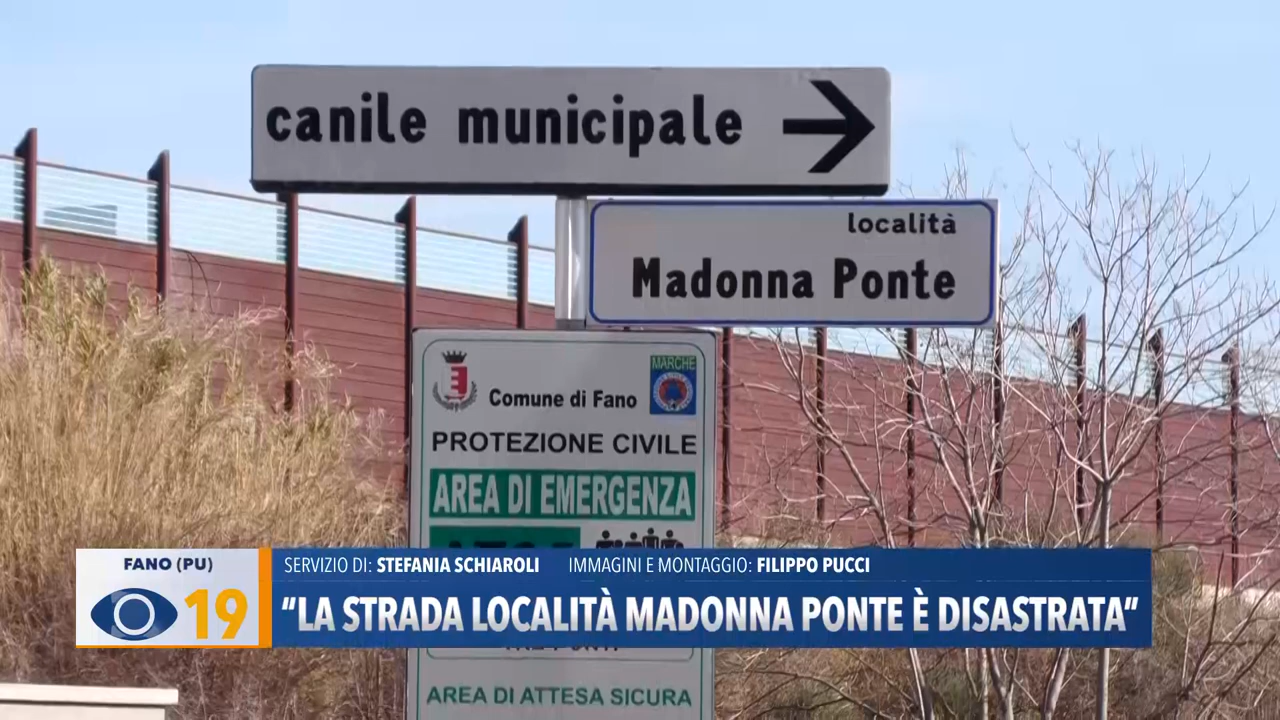 canile municipale
località
Madonna Ponte
MARCHE
Comune di Fano
PROTEZIONE CIVILE
AREA DI EMERGENZA
FANO (PU)
19
SERVIZIO DI: STEFANIA SCHIAROLI IMMAGINI E MONTAGGIO: FILIPPO PUCCI
“LA STRADA LOCALITÀ MADONNA PONTE È DISASTRATA“
AREA DI ATTESA SICURA